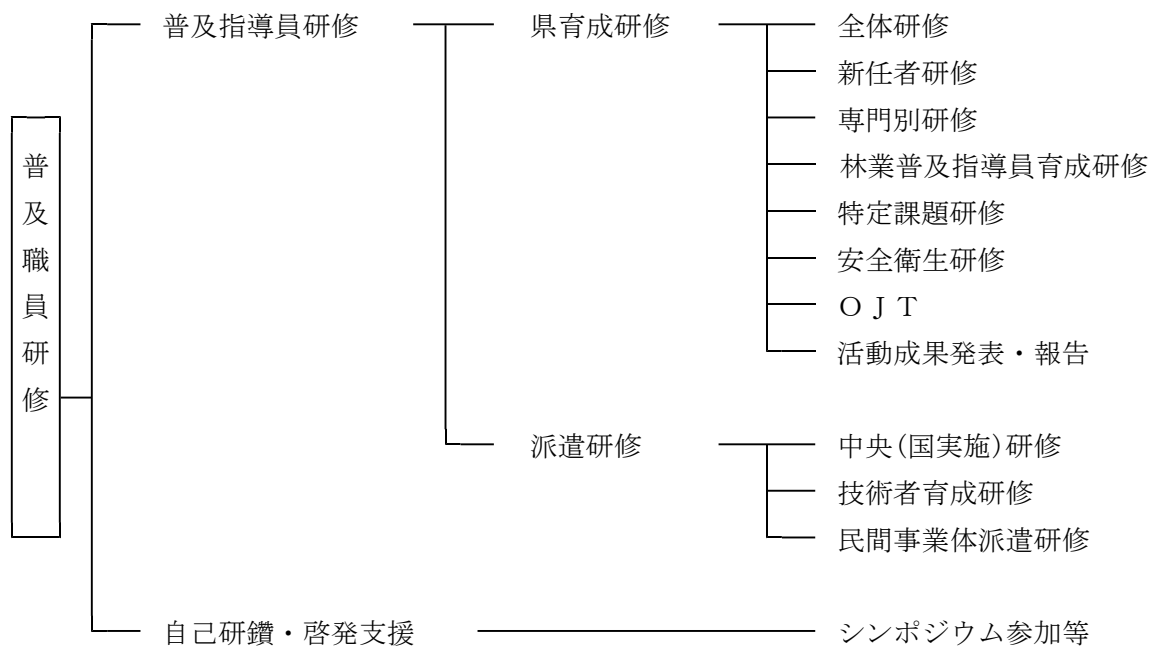 普及職員研修
普及指導員研修
県育成研修
全体研修
新任者研修
専門別研修
林業普及指導員育成研修
特定課題研修
安全衛生研修
ＯＪＴ
活動成果発表・報告
派遣研修
中央(国実施)研修
技術者育成研修
民間事業体派遣研修
自己研鑽・啓発支援
シンポジウム参加等